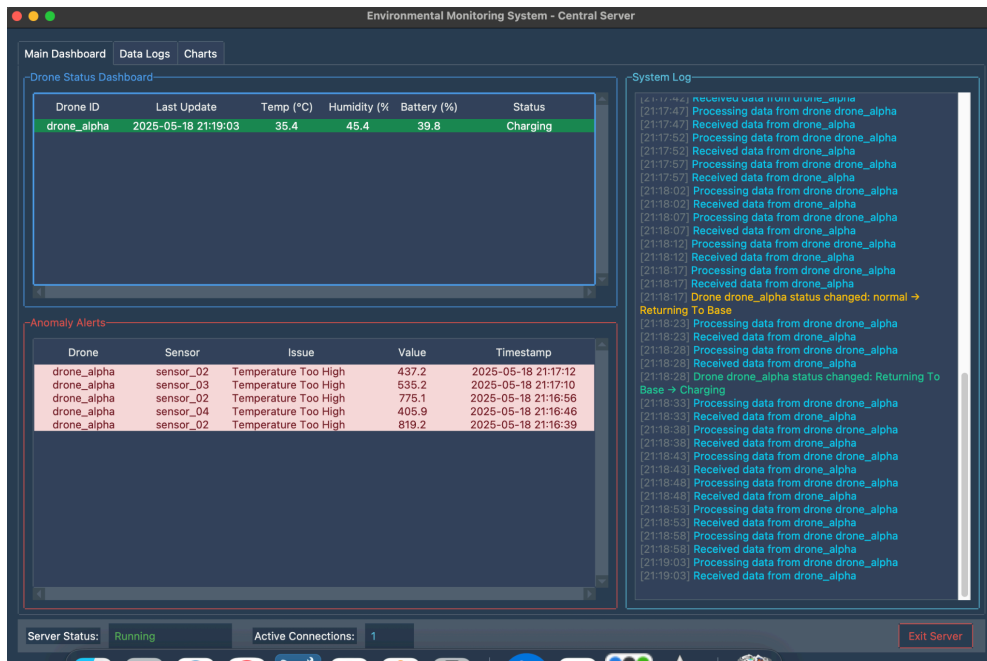 Environmental Monitoring System - Central Server
Main Dashboard Data Logs Charts
Drone Status Dashboard
Drone ID Last Update Temp (°C) Humidity (% Battery (%) Status
drone_alpha 2025-05-18 21:19:03 35.4 45.4 39.8 Charging
Anomaly Alerts
Drone Sensor Issue Value Timestamp
drone_alpha sensor_02 Temperature Too High 437.2 2025-05-18 21:17:12
drone_alpha sensor_03 Temperature Too High 535.2 2025-05-18 21:17:10
drone_alpha sensor_02 Temperature Too High 775.1 2025-05-18 21:16:56
drone_alpha sensor_04 Temperature Too High 405.9 2025-05-18 21:16:46
drone_alpha sensor_02 Temperature Too High 819.2 2025-05-18 21:16:39
System Log
[21:17:42] Received data from drone_alpha
[21:17:47] Processing data from drone drone_alpha
[21:17:47] Received data from drone_alpha
[21:17:52] Processing data from drone drone_alpha
[21:17:52] Received data from drone_alpha
[21:17:57] Processing data from drone drone_alpha
[21:17:57] Received data from drone_alpha
[21:18:02] Processing data from drone drone_alpha
[21:18:02] Received data from drone_alpha
[21:18:07] Processing data from drone drone_alpha
[21:18:07] Received data from drone_alpha
[21:18:12] Processing data from drone drone_alpha
[21:18:12] Received data from drone_alpha
[21:18:17] Processing data from drone drone_alpha
[21:18:17] Received data from drone_alpha
[21:18:17] Drone drone_alpha status changed: normal →
Returning To Base
[21:18:23] Processing data from drone drone_alpha
[21:18:23] Received data from drone_alpha
[21:18:28] Processing data from drone drone_alpha
[21:18:28] Received data from drone_alpha
[21:18:28] Drone drone_alpha status changed: Returning To
Base → Charging
[21:18:33] Processing data from drone drone_alpha
[21:18:33] Received data from drone_alpha
[21:18:38] Processing data from drone drone_alpha
[21:18:38] Received data from drone_alpha
[21:18:43] Processing data from drone drone_alpha
[21:18:43] Received data from drone_alpha
[21:18:48] Processing data from drone drone_alpha
[21:18:48] Received data from drone_alpha
[21:18:53] Processing data from drone drone_alpha
[21:18:53] Received data from drone_alpha
[21:18:58] Processing data from drone drone_alpha
[21:18:58] Received data from drone_alpha
[21:19:03] Processing data from drone drone_alpha
[21:19:03] Received data from drone_alpha
Server Status: Running Active Connections: 1 Exit Server